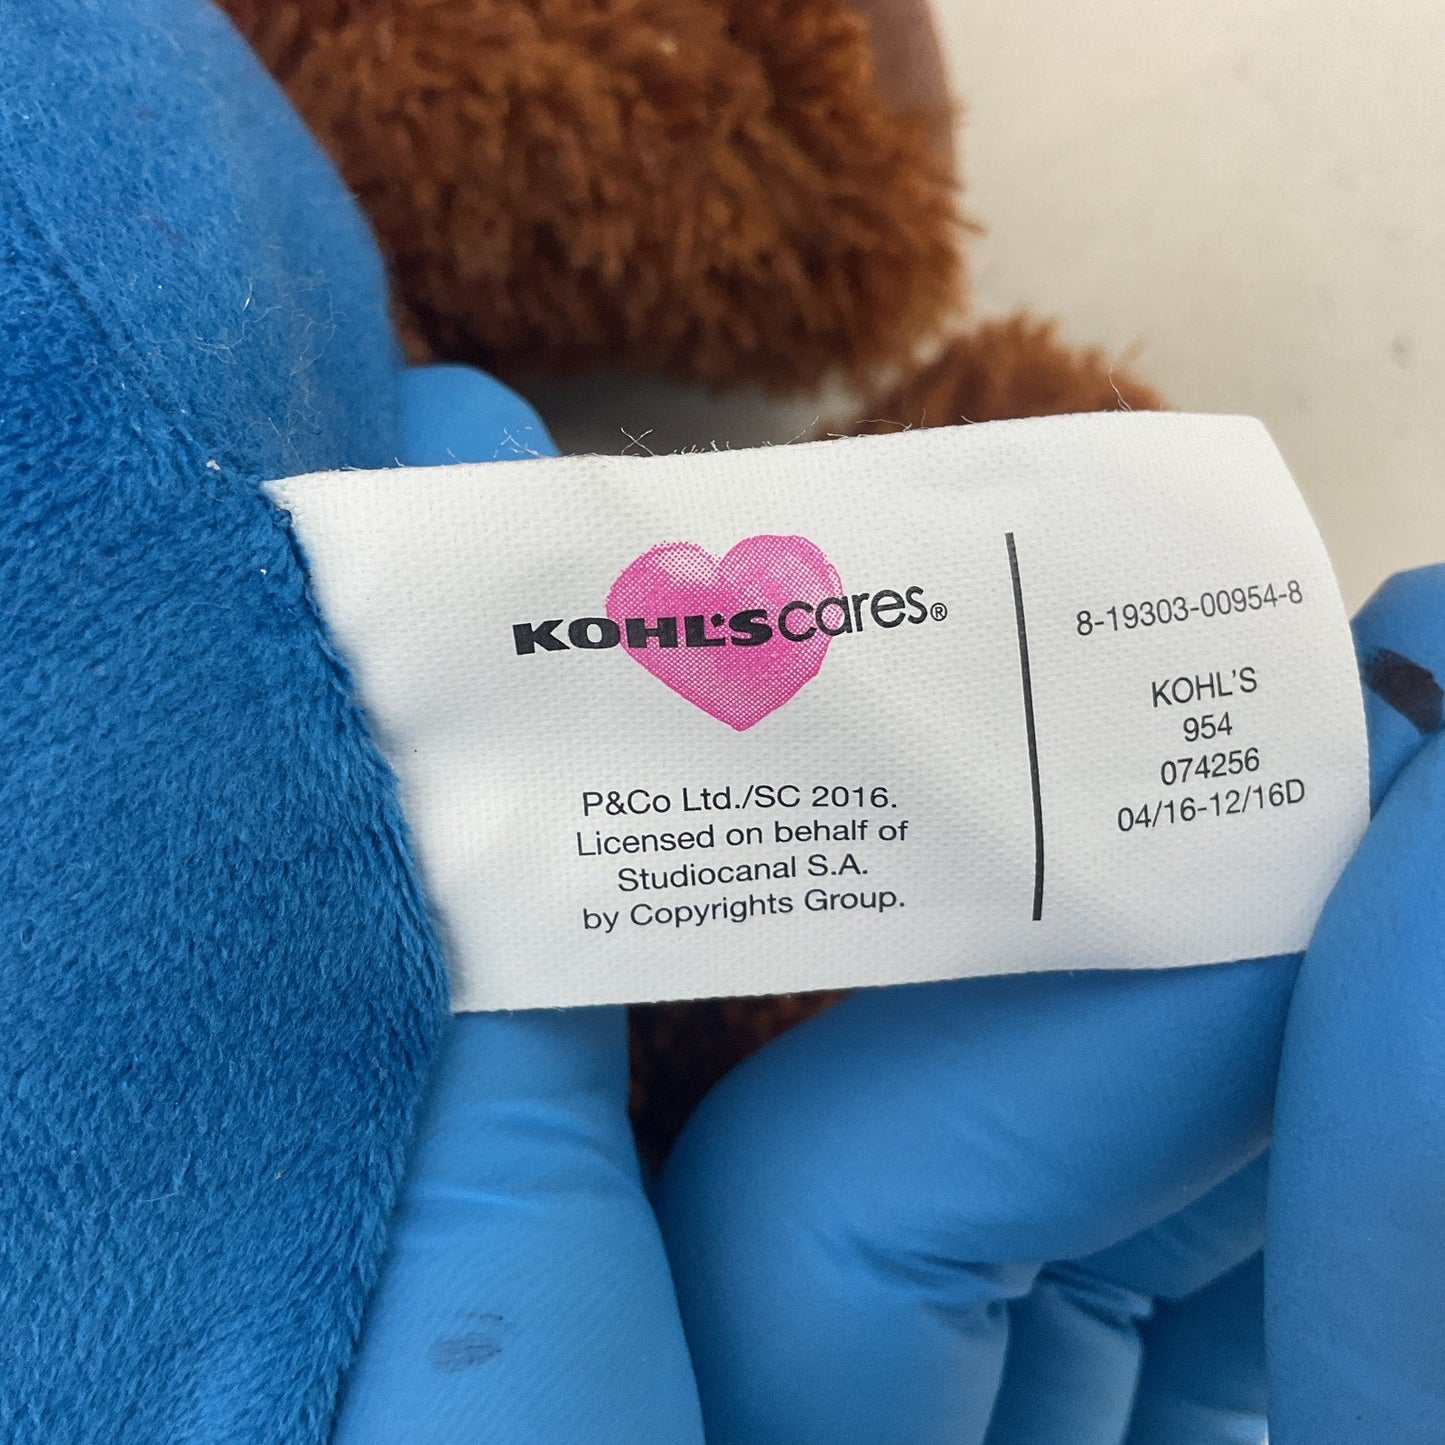 KOHL'S cares®
P&Co Ltd./SC 2016.
Licensed on behalf of
Studiocanal S.A.
by Copyrights Group.
8-19303-00954-8
KOHL'S
954
074256
04/16-12/16D